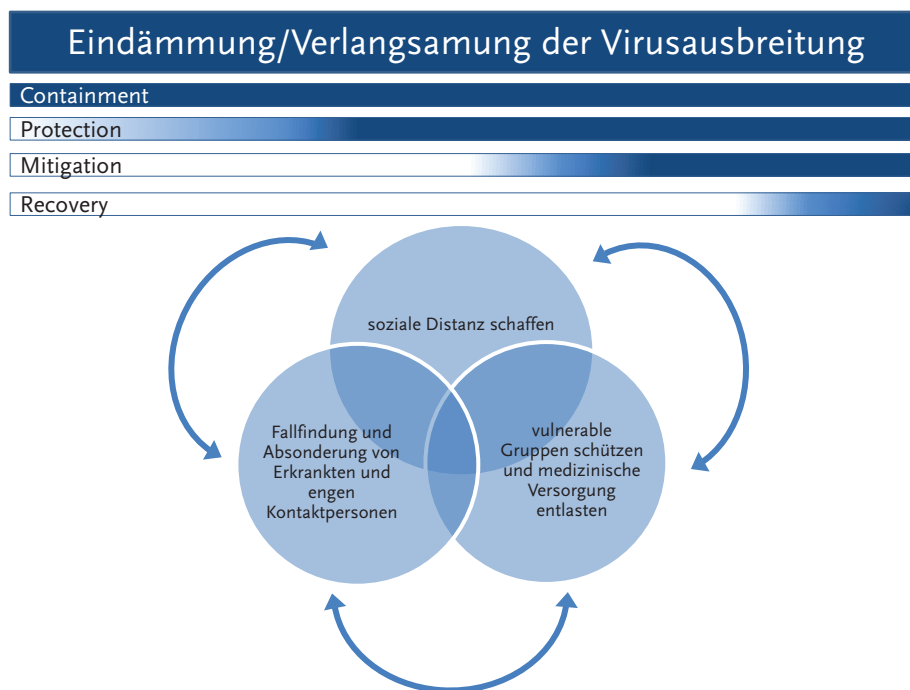 Eindämmung/Verlangsamung der Virusausbreitung
Containment
Protection
Mitigation
Recovery
soziale Distanz schaffen
Fallfindung und
Absonderung von
Erkrankten und
engen
Kontaktpersonen
vulnerable
Gruppen schützen
und medizinische
Versorgung
entlasten